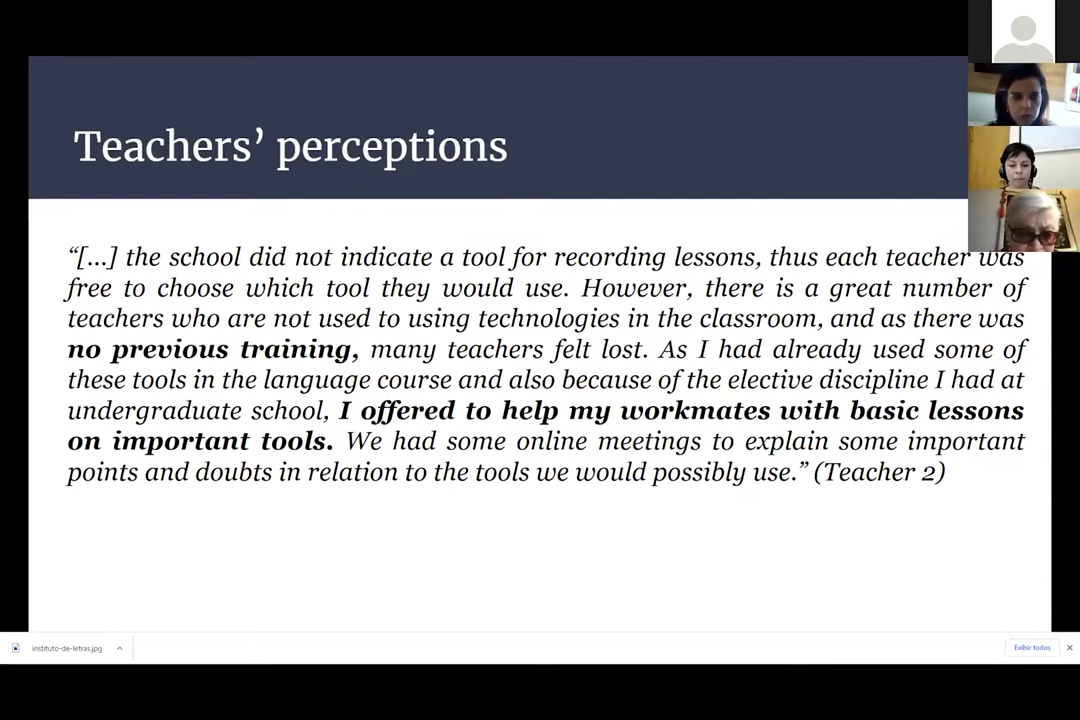 Teachers’ perceptions
“[...] the school did not indicate a tool for recording lessons, thus each teacher was
free to choose which tool they would use. However, there is a great number of
teachers who are not used to using technologies in the classroom, and as there was
no previous training, many teachers felt lost. As I had already used some of
these tools in the language course and also because of the elective discipline I had at
undergraduate school, I offered to help my workmates with basic lessons
on important tools. We had some online meetings to explain some important
points and doubts in relation to the tools we would possibly use.” (Teacher 2)
instituto-de-letras.jpg
Exibir todos